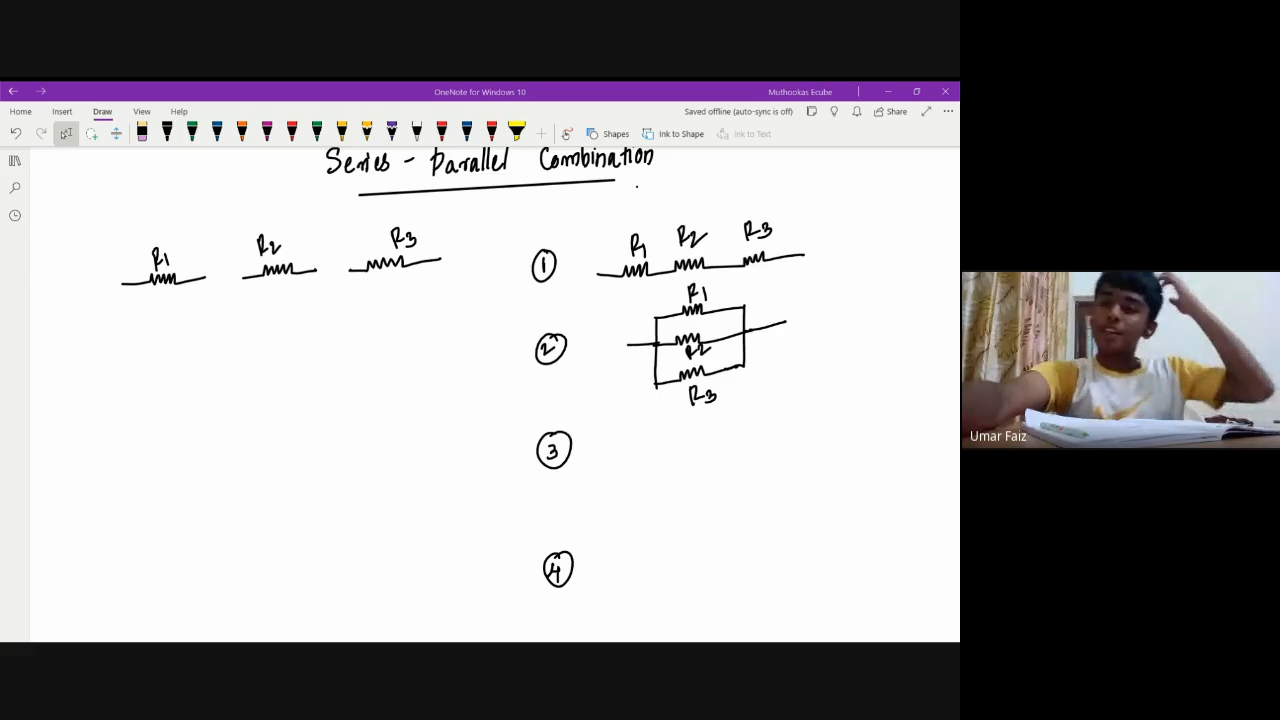 OneNote for Windows 10
Muthookas Ecube
Home Insert Draw View Help
Saved offline (auto-sync is off)
Share
Shapes
Ink to Shape
Ink to Text
Series - Parallel Combination
R1 R2 R3
1 R1 R2 R3
2 R1
R2
R3
3
4
Umar Faiz